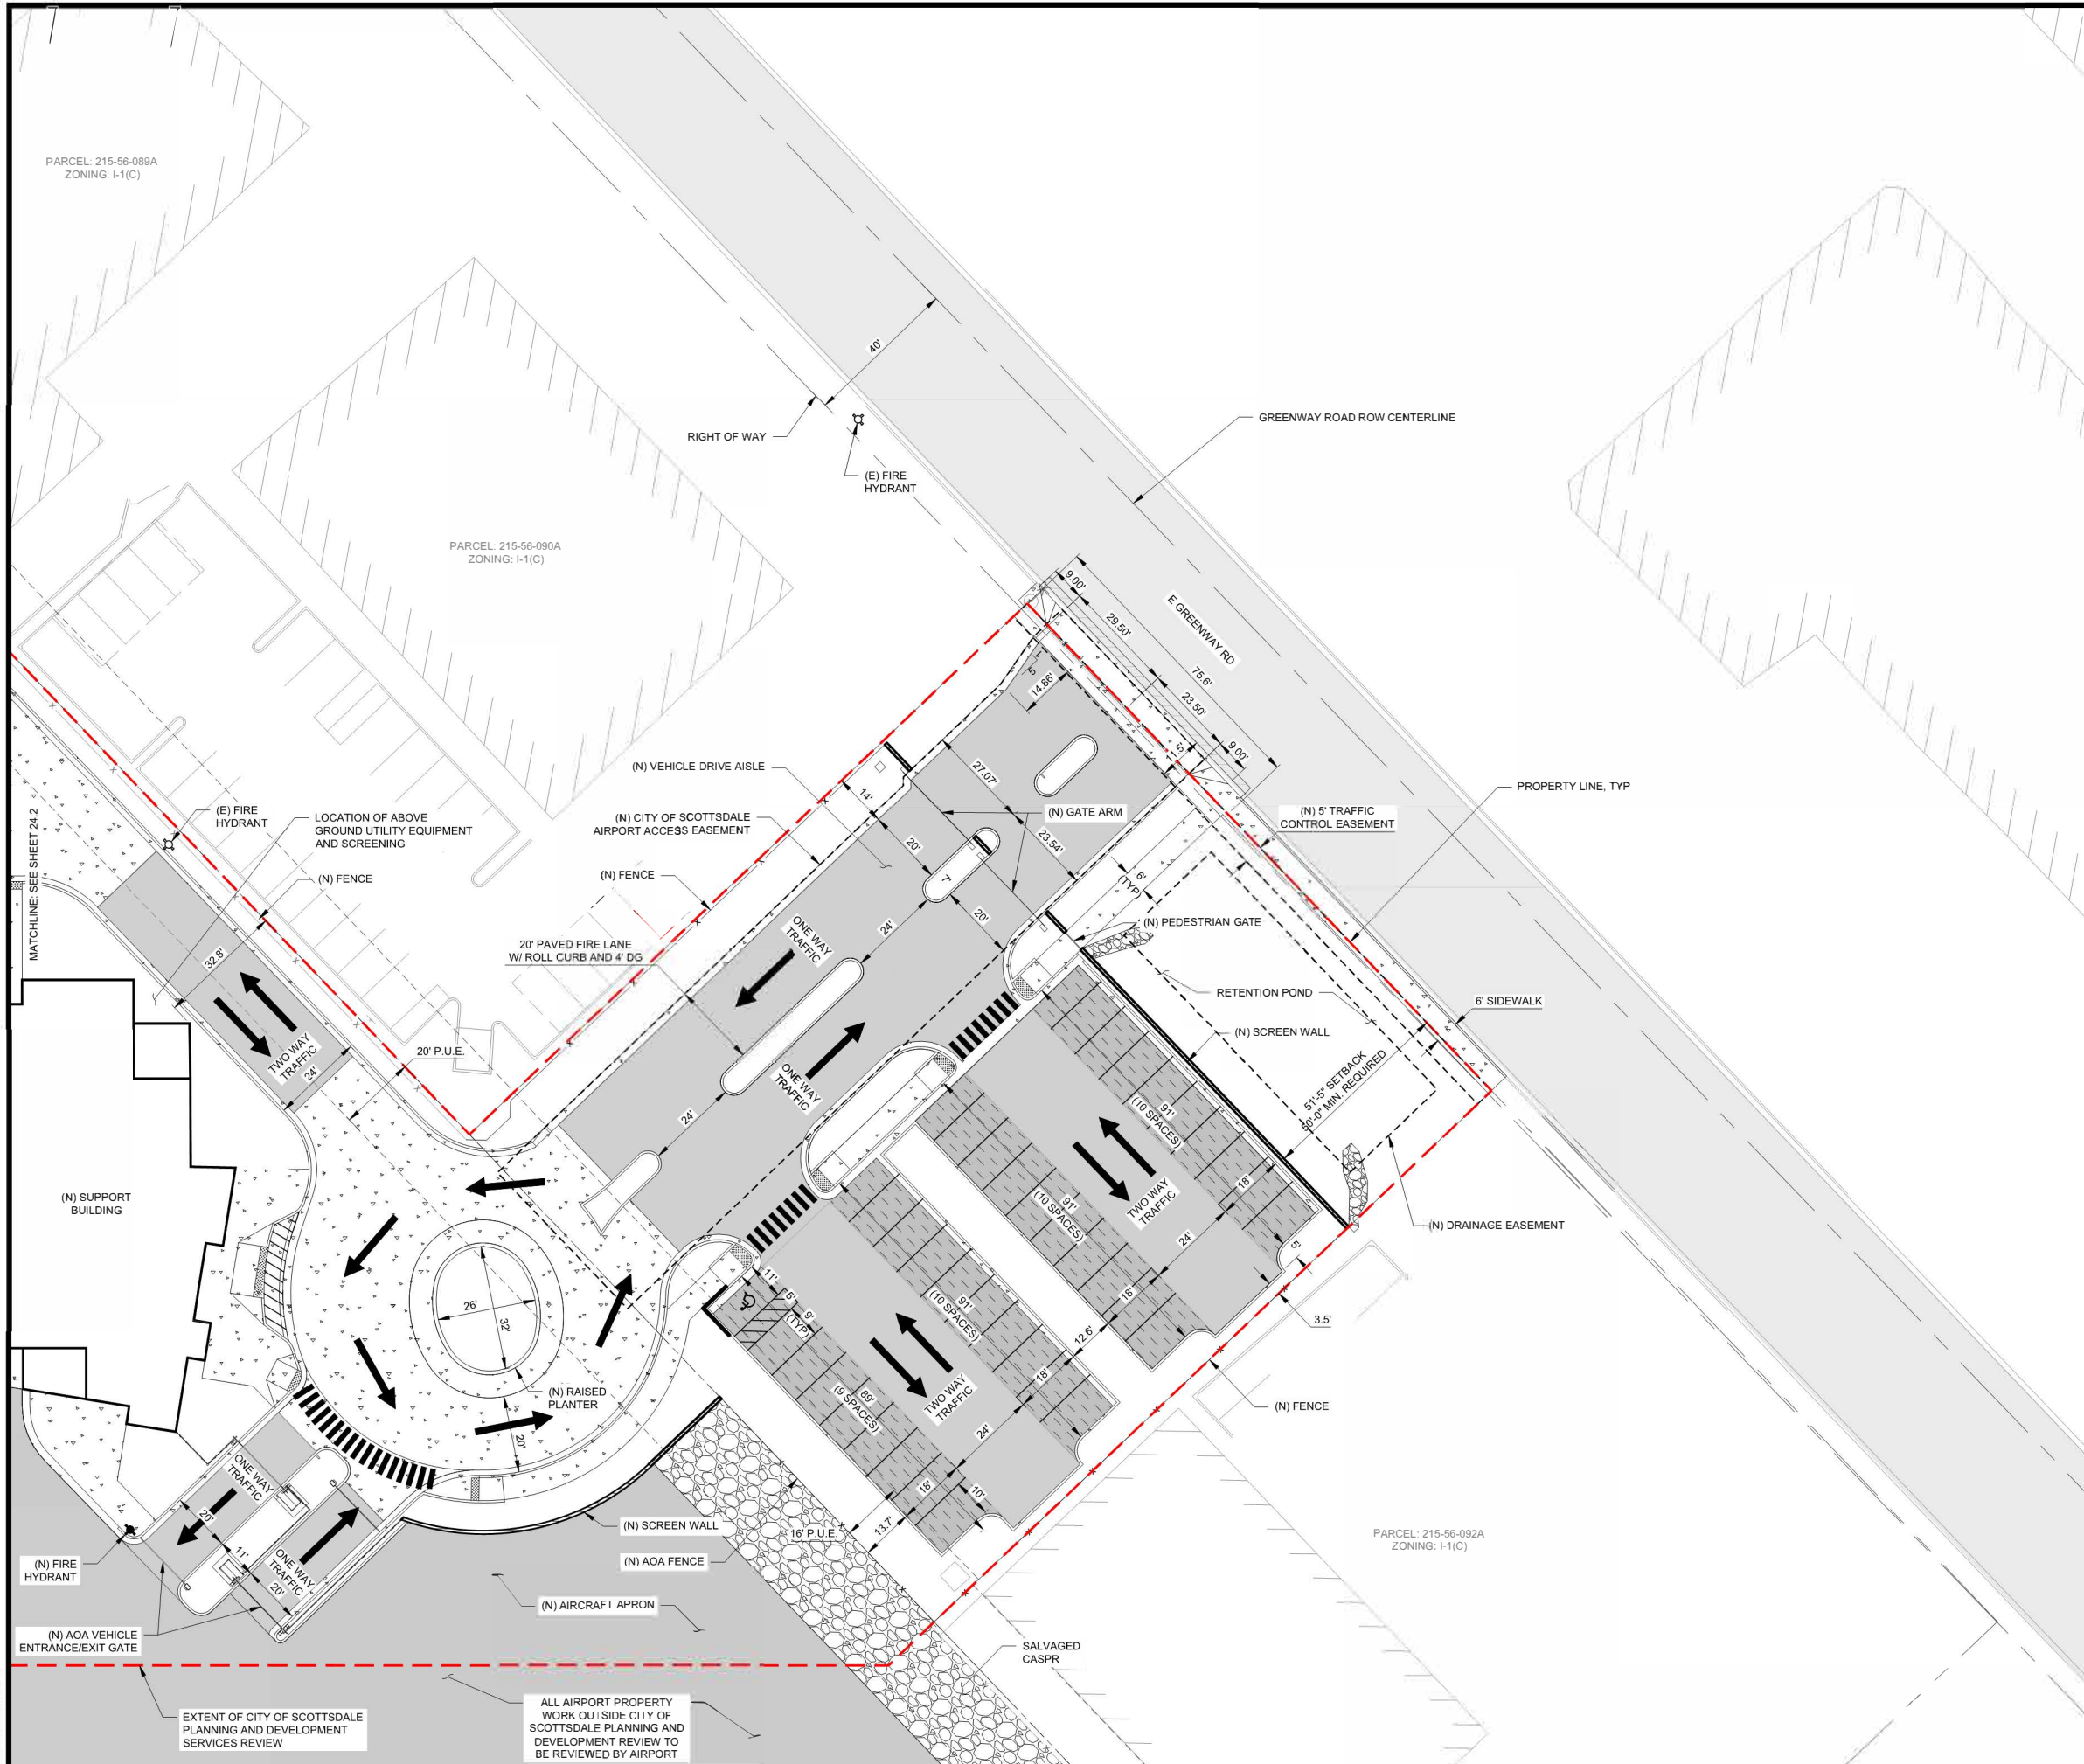 PARCEL: 215-56-089A
ZONING: I-1(C)
PARCEL: 215-56-090A
ZONING: I-1(C)
40'
RIGHT OF WAY
(E) FIRE
HYDRANT
GREENWAY ROAD ROW CENTERLINE
E GREENWAY RD
9.00'
29.50'
75.6'
23.50'
9.00'
11.5'
5'
14.86'
27.07'
23.54'
(N) VEHICLE DRIVE AISLE
(N) CITY OF SCOTTSDALE
AIRPORT ACCESS EASEMENT
(N) FENCE
14'
20'
7'
20'
24'
(N) GATE ARM
(N) 5' TRAFFIC
CONTROL EASEMENT
PROPERTY LINE, TYP
6'
(TYP)
(N) PEDESTRIAN GATE
RETENTION POND
(N) SCREEN WALL
6' SIDEWALK
51'-5" SETBACK
50'-0" MIN. REQUIRED
(N) DRAINAGE EASEMENT
MATCHLINE: SEE SHEET 24.2
(E) FIRE
HYDRANT
LOCATION OF ABOVE
GROUND UTILITY EQUIPMENT
AND SCREENING
(N) FENCE
32.8'
TWO WAY
TRAFFIC
24'
20' P.U.E.
20' PAVED FIRE LANE
W/ ROLL CURB AND 4' DG
ONE WAY
TRAFFIC
ONE WAY
TRAFFIC
24'
91'
(10 SPACES)
TWO WAY
TRAFFIC
91'
(10 SPACES)
18'
24'
18'
5'
3.5'
12.6'
91'
(10 SPACES)
TWO WAY
TRAFFIC
89'
(9 SPACES)
18'
24'
18'
10'
13.7'
11'
5'
9'
(TYP)
(N) FENCE
(N) SUPPORT
BUILDING
26'
32'
(N) RAISED
PLANTER
20'
ONE WAY
TRAFFIC
20'
11'
ONE WAY
TRAFFIC
20'
(N) FIRE
HYDRANT
(N) AOA VEHICLE
ENTRANCE/EXIT GATE
(N) SCREEN WALL
16' P.U.E.
(N) AOA FENCE
(N) AIRCRAFT APRON
SALVAGED
CASPR
PARCEL: 215-56-092A
ZONING: I-1(C)
EXTENT OF CITY OF SCOTTSDALE
PLANNING AND DEVELOPMENT
SERVICES REVIEW
ALL AIRPORT PROPERTY
WORK OUTSIDE CITY OF
SCOTTSDALE PLANNING AND
DEVELOPMENT REVIEW TO
BE REVIEWED BY AIRPORT